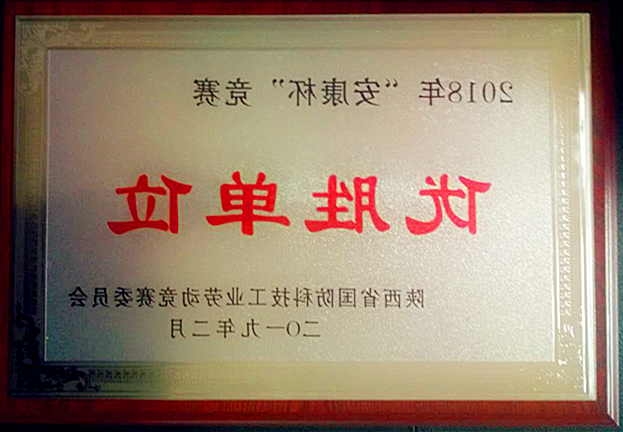 2018年“安康杯”竞赛
优胜单位
陕西省国防科技工业劳动竞赛委员会
二〇一九年二月